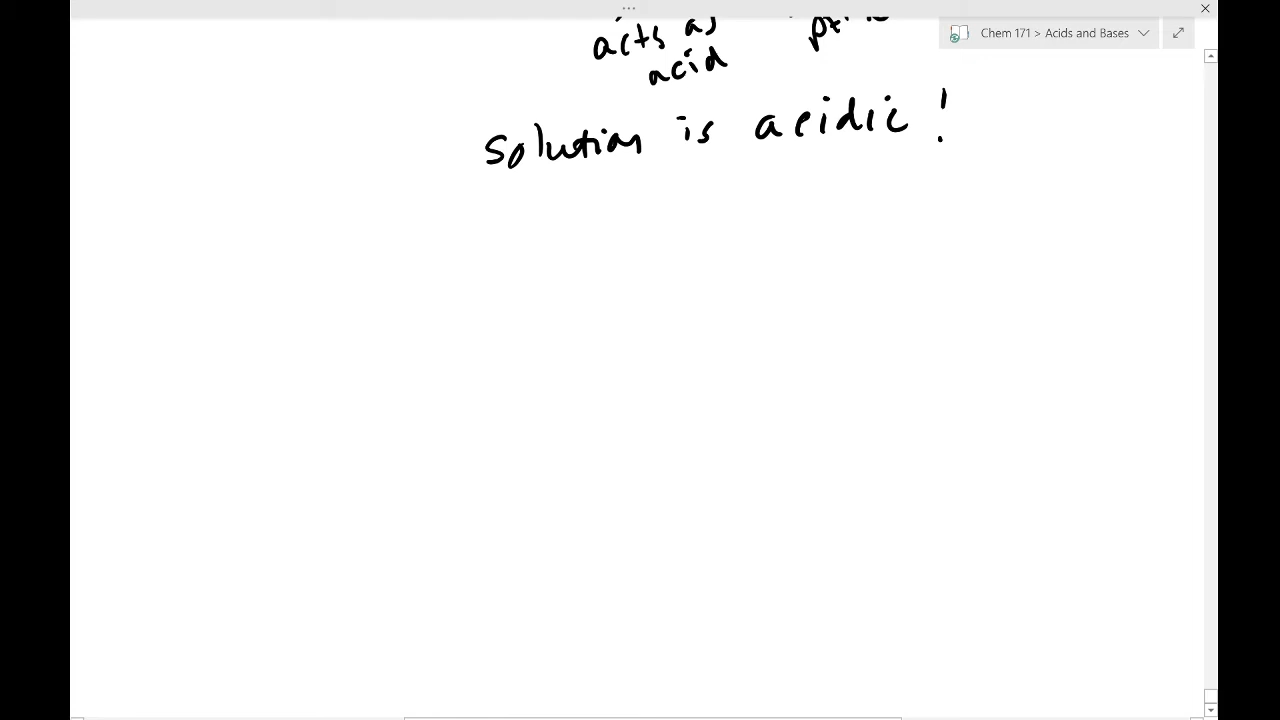 Chem 171 > Acids and Bases
acts as
acid
solution is acidic !